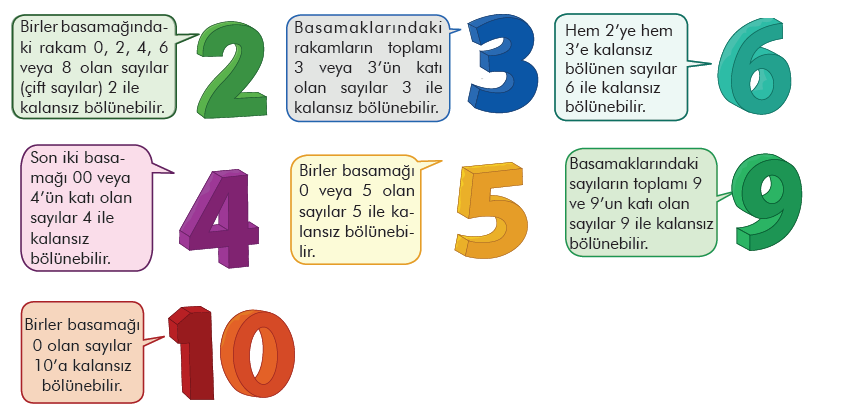 Birler basamağında-
ki rakam 0, 2, 4, 6
veya 8 olan sayılar
(çift sayılar) 2 ile
kalansız bölünebilir.
2
Basamaklarındaki
rakamların toplamı
3 veya 3’ün katı
olan sayılar 3 ile
kalansız bölünebilir.
3
Hem 2’ye hem
3’e kalansız
bölünen sayılar
6 ile kalansız
bölünebilir.
6
Son iki basa-
mağı 00 veya
4’ün katı olan
sayılar 4 ile
kalansız
bölünebilir.
4
Birler basamağı
0 veya 5 olan
sayılar 5 ile ka-
lansız bölünebi-
lir.
5
Basamaklarındaki
sayıların toplamı 9
ve 9’un katı olan
sayılar 9 ile kalansız
bölünebilir.
9
Birler basamağı
0 olan sayılar
10’a kalansız
bölünebilir.
10